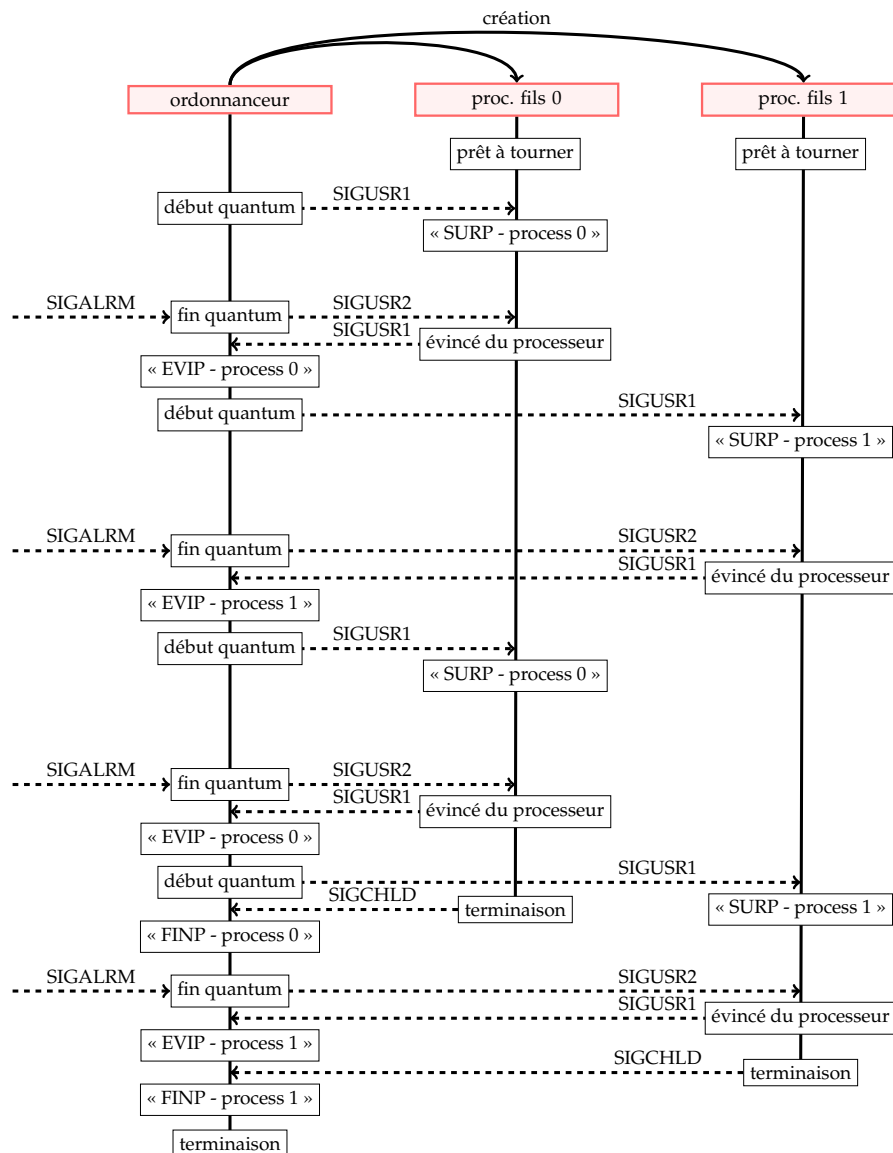 création
ordonnanceur
proc. fils 0
proc. fils 1
prêt à tourner
prêt à tourner
début quantum
SIGUSR1
« SURP - process 0 »
SIGALRM
fin quantum
SIGUSR2
SIGUSR1
évincé du processeur
« EVIP - process 0 »
début quantum
SIGUSR1
« SURP - process 1 »
SIGALRM
fin quantum
SIGUSR2
SIGUSR1
évincé du processeur
« EVIP - process 1 »
début quantum
SIGUSR1
« SURP - process 0 »
SIGALRM
fin quantum
SIGUSR2
SIGUSR1
évincé du processeur
« EVIP - process 0 »
début quantum
SIGUSR1
SIGCHLD
terminaison
« SURP - process 1 »
« FINP - process 0 »
SIGALRM
fin quantum
SIGUSR2
SIGUSR1
évincé du processeur
« EVIP - process 1 »
SIGCHLD
terminaison
« FINP - process 1 »
terminaison